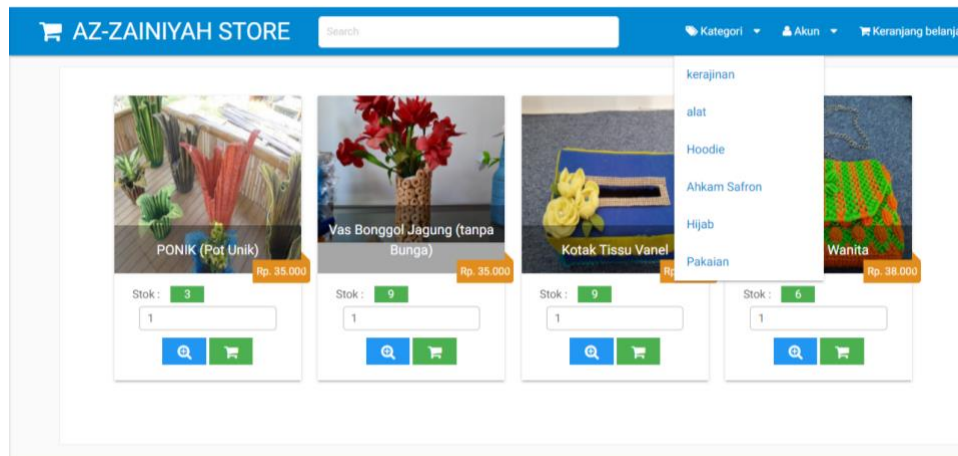 AZ-ZAINIYAH STORE
Search
Kategori
Akun
Keranjang belanja
kerajinan
alat
Hoodie
Ahkam Safron
Hijab
Pakaian
PONIK (Pot Unik)
Rp. 35.000
Stok : 3
1
Vas Bonggol Jagung (tanpa
Bunga)
Rp. 35.000
Stok : 9
1
Kotak Tissu Vanel
Stok : 9
1
Wanita
Rp. 38.000
Stok : 6
1